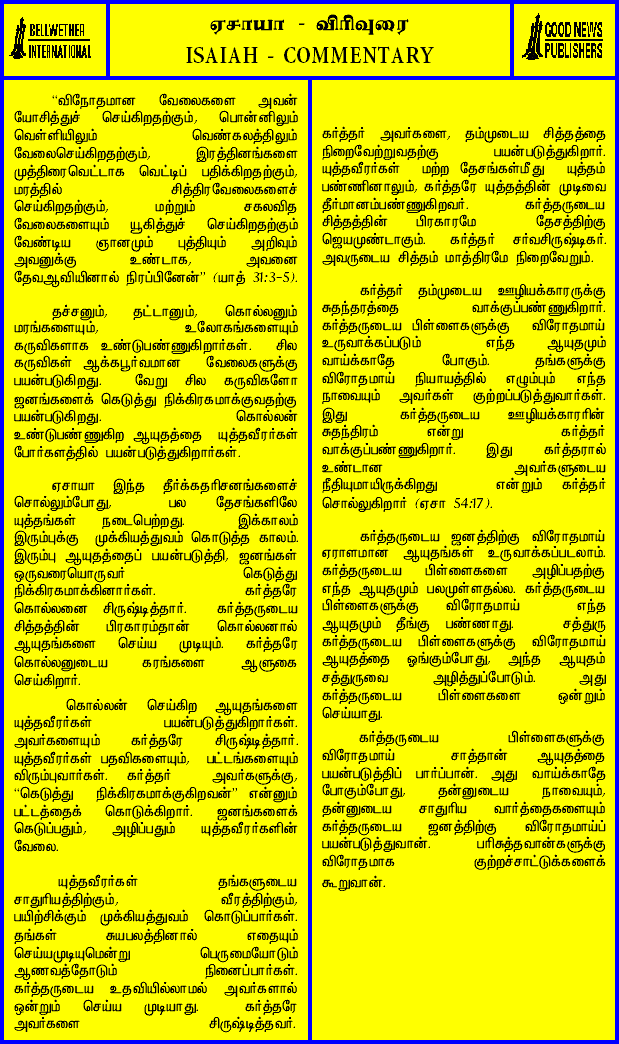 BELLWETHER
INTERNATIONAL
ஏசாயா - விரிவுரை
ISAIAH - COMMENTARY
GOOD NEWS
PUBLISHERS
“விநோதமான வேலைகளை அவன்
யோசித்துச் செய்கிறதற்கும், பொன்னிலும்
வெள்ளியிலும் வெண்கலத்திலும்
வேலைசெய்கிறதற்கும், இரத்தினங்களை
முத்திரைவெட்டாக வெட்டிப் பதிக்கிறதற்கும்,
மரத்தில் சித்திரவேலைகளைச்
செய்கிறதற்கும், மற்றும் சகலவித
வேலைகளையும் யூகித்துச் செய்கிறதற்கும்
வேண்டிய ஞானமும் புத்தியும் அறிவும்
அவனுக்கு உண்டாக, அவனை
தேவஆவியினால் நிரப்பினேன்” (யாத் 31:3-5).
தச்சனும், தட்டானும், கொல்லனும்
மரங்களையும், உலோகங்களையும்
கருவிகளாக உண்டுபண்ணுகிறார்கள். சில
கருவிகள் ஆக்கபூர்வமான வேலைகளுக்கு
பயன்படுகிறது. வேறு சில கருவிகளோ
ஜனங்களைக் கெடுத்து நிக்கிரகமாக்குவதற்கு
பயன்படுகிறது. கொல்லன்
உண்டுபண்ணுகிற ஆயுதத்தை யுத்தவீரர்கள்
போர்களத்தில் பயன்படுத்துகிறார்கள்.
ஏசாயா இந்த தீர்க்கதரிசனங்களைச்
சொல்லும்போது, பல தேசங்களிலே
யுத்தங்கள் நடைபெற்றது. இக்காலம்
இரும்புக்கு முக்கியத்துவம் கொடுத்த காலம்.
இரும்பு ஆயுதத்தைப் பயன்படுத்தி, ஜனங்கள்
ஒருவரையொருவர் கெடுத்து
நிக்கிரகமாக்கினார்கள். கர்த்தரே
கொல்லனை சிருஷ்டித்தார். கர்த்தருடைய
சித்தத்தின் பிரகாரம்தான் கொல்லனால்
ஆயுதங்களை செய்ய முடியும். கர்த்தரே
கொல்லனுடைய கரங்களை ஆளுகை
செய்கிறார்.
கொல்லன் செய்கிற ஆயுதங்களை
யுத்தவீரர்கள் பயன்படுத்துகிறார்கள்.
அவர்களையும் கர்த்தரே சிருஷ்டித்தார்.
யுத்தவீரர்கள் பதவிகளையும், பட்டங்களையும்
விரும்புவார்கள். கர்த்தர் அவர்களுக்கு,
“கெடுத்து நிக்கிரகமாக்குகிறவன்” என்னும்
பட்டத்தைக் கொடுக்கிறார். ஜனங்களைக்
கெடுப்பதும், அழிப்பதும் யுத்தவீரர்களின்
வேலை.
யுத்தவீரர்கள் தங்களுடைய
சாதுரியத்திற்கும், வீரத்திற்கும்,
பயிற்சிக்கும் முக்கியத்துவம் கொடுப்பார்கள்.
தங்கள் சுயபலத்தினால் எதையும்
செய்யமுடியுமென்று பெருமையோடும்
ஆணவத்தோடும் நினைப்பார்கள்.
கர்த்தருடைய உதவியில்லாமல் அவர்களால்
ஒன்றும் செய்ய முடியாது. கர்த்தரே
அவர்களை சிருஷ்டித்தவர்.
கர்த்தர் அவர்களை, தம்முடைய சித்தத்தை
நிறைவேற்றுவதற்கு பயன்படுத்துகிறார்.
யுத்தவீரர்கள் மற்ற தேசங்கள்மீது யுத்தம்
பண்ணினாலும், கர்த்தரே யுத்தத்தின் முடிவை
தீர்மானம்பண்ணுகிறவர். கர்த்தருடைய
சித்தத்தின் பிரகாரமே தேசத்திற்கு
ஜெயமுண்டாகும். கர்த்தர் சர்வசிருஷ்டிகர்.
அவருடைய சித்தம் மாத்திரமே நிறைவேறும்.
கர்த்தர் தம்முடைய ஊழியக்காரருக்கு
சுதந்தரத்தை வாக்குப்பண்ணுகிறார்.
கர்த்தருடைய பிள்ளைகளுக்கு விரோதமாய்
உருவாக்கப்படும் எந்த ஆயுதமும்
வாய்க்காதே போகும். தங்களுக்கு
விரோதமாய் நியாயத்தில் எழும்பும் எந்த
நாவையும் அவர்கள் குற்றப்படுத்துவார்கள்.
இது கர்த்தருடைய ஊழியக்காரரின்
சுதந்திரம் என்று கர்த்தர்
வாக்குப்பண்ணுகிறார். இது கர்த்தரால்
உண்டான அவர்களுடைய
நீதியுமாயிருக்கிறது என்றும் கர்த்தர்
சொல்லுகிறார் (ஏசா 54:17).
கர்த்தருடைய ஜனத்திற்கு விரோதமாய்
ஏராளமான ஆயுதங்கள் உருவாக்கப்படலாம்.
கர்த்தருடைய பிள்ளைகளை அழிப்பதற்கு
எந்த ஆயுதமும் பலமுள்ளதல்ல. கர்த்தருடைய
பிள்ளைகளுக்கு விரோதமாய் எந்த
ஆயுதமும் தீங்கு பண்ணாது. சத்துரு
கர்த்தருடைய பிள்ளைகளுக்கு விரோதமாய்
ஆயுதத்தை ஓங்கும்போது, அந்த ஆயுதம்
சத்துருவை அழித்துப்போடும். அது
கர்த்தருடைய பிள்ளைகளை ஒன்றும்
செய்யாது.
கர்த்தருடைய பிள்ளைகளுக்கு
விரோதமாய் சாத்தான் ஆயுதத்தை
பயன்படுத்திப் பார்ப்பான். அது வாய்க்காதே
போகும்போது, தன்னுடைய நாவையும்,
தன்னுடைய சாதுரிய வார்த்தைகளையும்
கர்த்தருடைய ஜனத்திற்கு விரோதமாய்ப்
பயன்படுத்துவான். பரிசுத்தவான்களுக்கு
விரோதமாக குற்றச்சாட்டுக்களைக்
கூறுவான்.